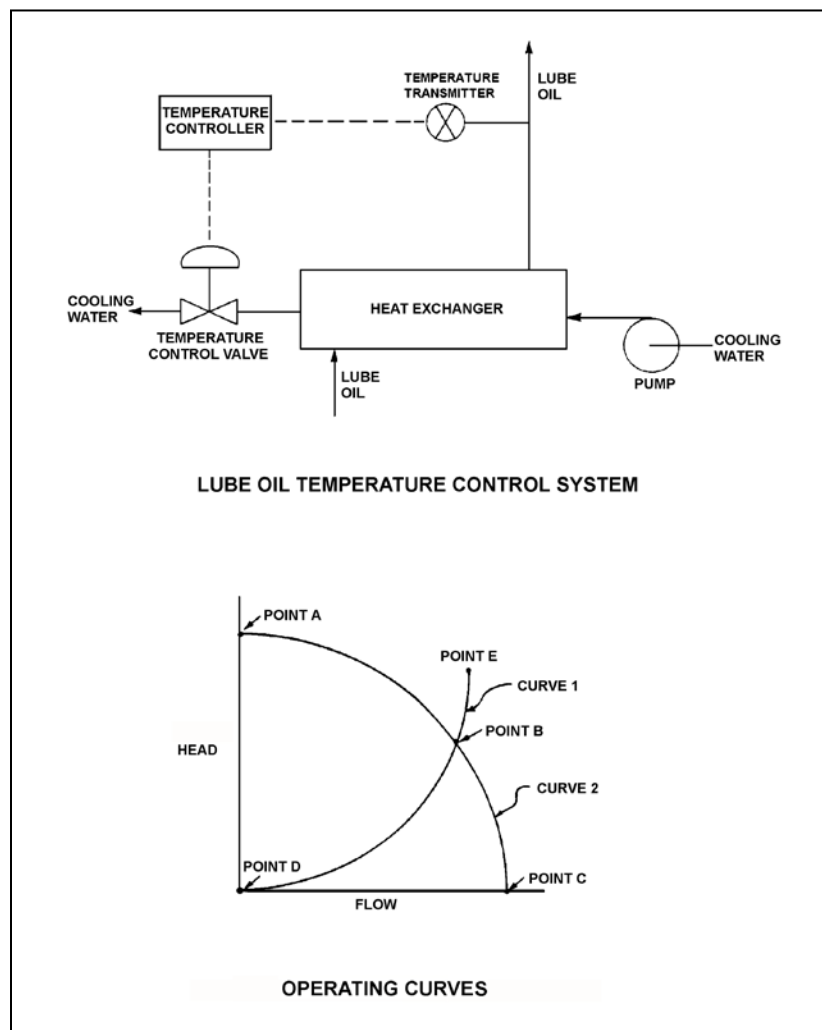 TEMPERATURE
TRANSMITTER
LUBE
OIL
TEMPERATURE
CONTROLLER
COOLING
WATER
HEAT EXCHANGER
TEMPERATURE
CONTROL VALVE
COOLING
WATER
PUMP
LUBE
OIL
LUBE OIL TEMPERATURE CONTROL SYSTEM
POINT A
POINT E
CURVE 1
POINT B
HEAD
CURVE 2
POINT D
POINT C
FLOW
OPERATING CURVES